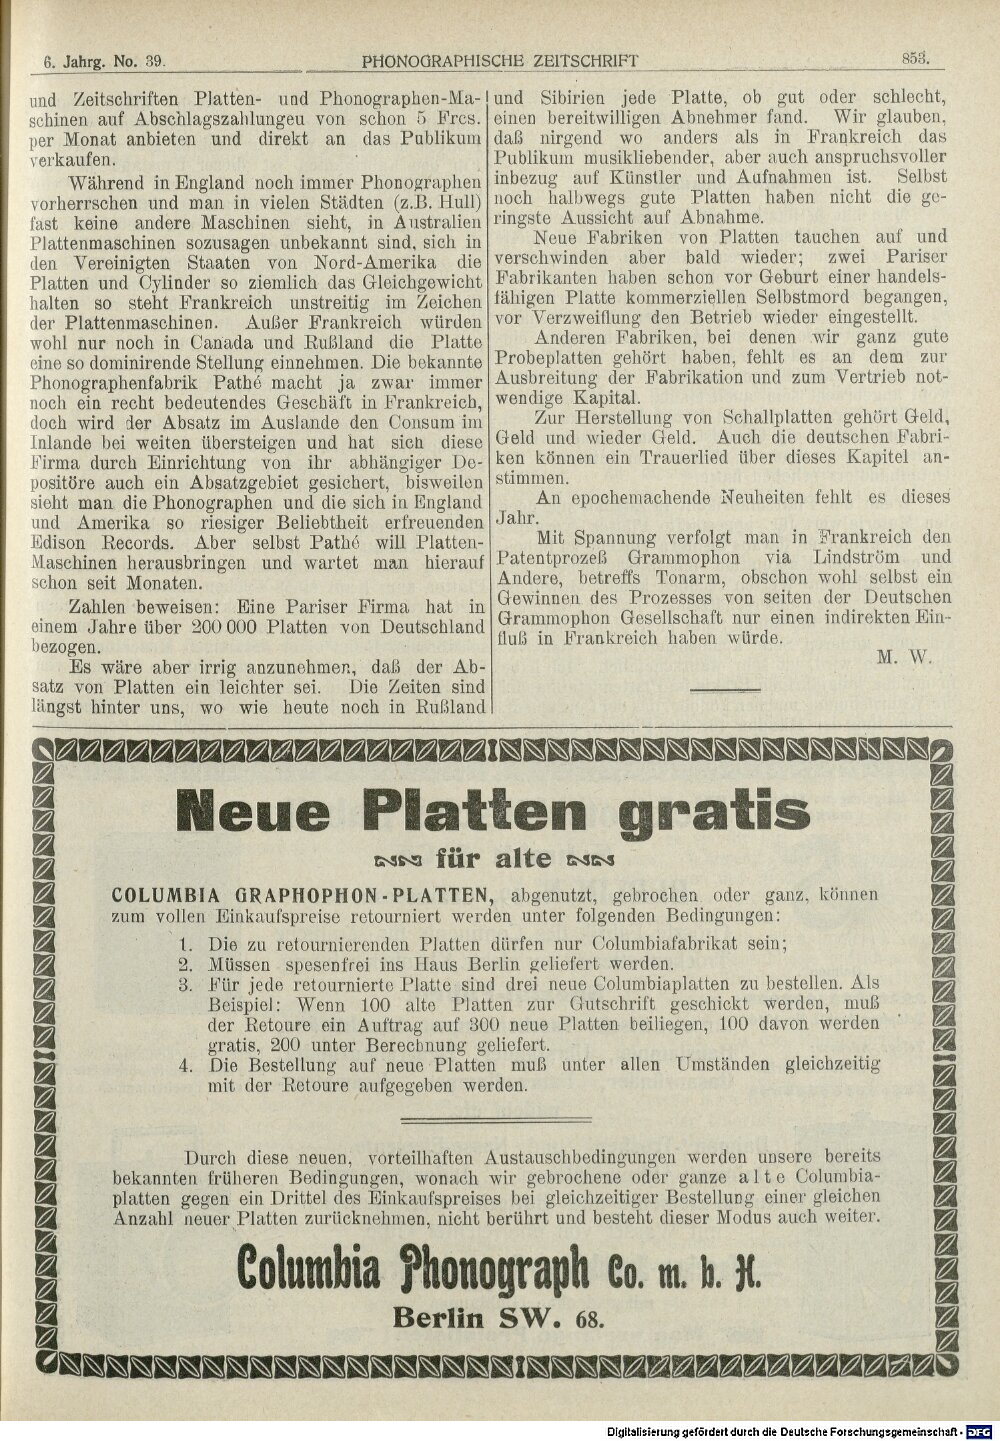 6. Jahrg. No. 39.
PHONOGRAPHISCHE ZEITSCHRIFT
853.
und Zeitschriften Platten- und Phonographen-Ma-
schinen auf Abschlagszahlungeu von schon 5 Frcs.
per Monat anbieten und direkt an das Publikum
verkaufen.
Während in England noch immer Phonographen
vorherrschen und man in vielen Städten (z.B. Hull)
fast keine andere Maschinen sieht, in Australien
Plattenmaschinen sozusagen unbekannt sind, sich in
den Vereinigten Staaten von Nord-Amerika die
Platten und Cylinder so ziemlich das Gleichgewicht
halten so steht Frankreich unstreitig im Zeichen
der Plattenmaschinen. Außer Frankreich würden
wohl nur noch in Canada und Rußland die Platte
eine so dominirende Stellung einnehmen. Die bekannte
Phonographenfabrik Pathé macht ja zwar immer
noch ein recht bedeutendes Geschäft in Frankreich,
doch wird der Absatz im Auslande den Consum im
Inlande bei weiten übersteigen und hat sich diese
Firma durch Einrichtung von ihr abhängiger De-
positöre auch ein Absatzgebiet gesichert, bisweilen
sieht man die Phonographen und die sich in England
und Amerika so riesiger Beliebtheit erfreuenden
Edison Records. Aber selbst Pathé will Platten-
Maschinen herausbringen und wartet man hierauf
schon seit Monaten.
Zahlen beweisen: Eine Pariser Firma hat in
einem Jahre über 200 000 Platten von Deutschland
bezogen.
Es wäre aber irrig anzunehmen, daß der Ab-
satz von Platten ein leichter sei. Die Zeiten sind
längst hinter uns, wo wie heute noch in Rußland
und Sibirien jede Platte, ob gut oder schlecht,
einen bereitwilligen Abnehmer fand. Wir glauben,
daß nirgend wo anders als in Frankreich das
Publikum musikliebender, aber auch anspruchsvoller
inbezug auf Künstler und Aufnahmen ist. Selbst
noch halbwegs gute Platten haben nicht die ge-
ringste Aussicht auf Abnahme.
Neue Fabriken von Platten tauchen auf und
verschwinden aber bald wieder; zwei Pariser
Fabrikanten haben schon vor Geburt einer handels-
fähigen Platte kommerziellen Selbstmord begangen,
vor Verzweiflung den Betrieb wieder eingestellt.
Anderen Fabriken, bei denen wir ganz gute
Probeplatten gehört haben, fehlt es an dem zur
Ausbreitung der Fabrikation und zum Vertrieb not-
wendige Kapital.
Zur Herstellung von Schallplatten gehört Geld,
Geld und wieder Geld. Auch die deutschen Fabri-
ken können ein Trauerlied über dieses Kapitel an-
stimmen.
An epochemachende Neuheiten fehlt es dieses
Jahr.
Mit Spannung verfolgt man in Frankreich den
Patentprozeß Grammophon via Lindström und
Andere, betreffs Tonarm, obschon wohl selbst ein
Gewinnen des Prozesses von seiten der Deutschen
Grammophon Gesellschaft nur einen indirekten Ein-
fluß in Frankreich haben würde.
M. W.
Neue Platten gratis
für alte
COLUMBIA GRAPHOPHON-PLATTEN, abgenutzt, gebrochen oder ganz, können
zum vollen Einkaufspreise retourniert werden unter folgenden Bedingungen:
1. Die zu retournierenden Platten dürfen nur Columbiafabrikat sein;
2. Müssen spesenfrei ins Haus Berlin geliefert werden.
3. Für jede retournierte Platte sind drei neue Columbiaplatten zu bestellen. Als
Beispiel: Wenn 100 alte Platten zur Gutschrift geschickt werden, muß
der Retoure ein Auftrag auf 300 neue Platten beiliegen, 100 davon werden
gratis, 200 unter Berechnung geliefert.
4. Die Bestellung auf neue Platten muß unter allen Umständen gleichzeitig
mit der Retoure aufgegeben werden.
Durch diese neuen, vorteilhaften Austauschbedingungen werden unsere bereits
bekannten früheren Bedingungen, wonach wir gebrochene oder ganze alte Columbia-
platten gegen ein Drittel des Einkaufspreises bei gleichzeitiger Bestellung einer gleichen
Anzahl neuer Platten zurücknehmen, nicht berührt und besteht dieser Modus auch weiter.
Columbia Phonograph Co. m. b. H.
Berlin SW. 68.
Digitalisierung gefördert durch die Deutsche Forschungsgemeinschaft - DFG